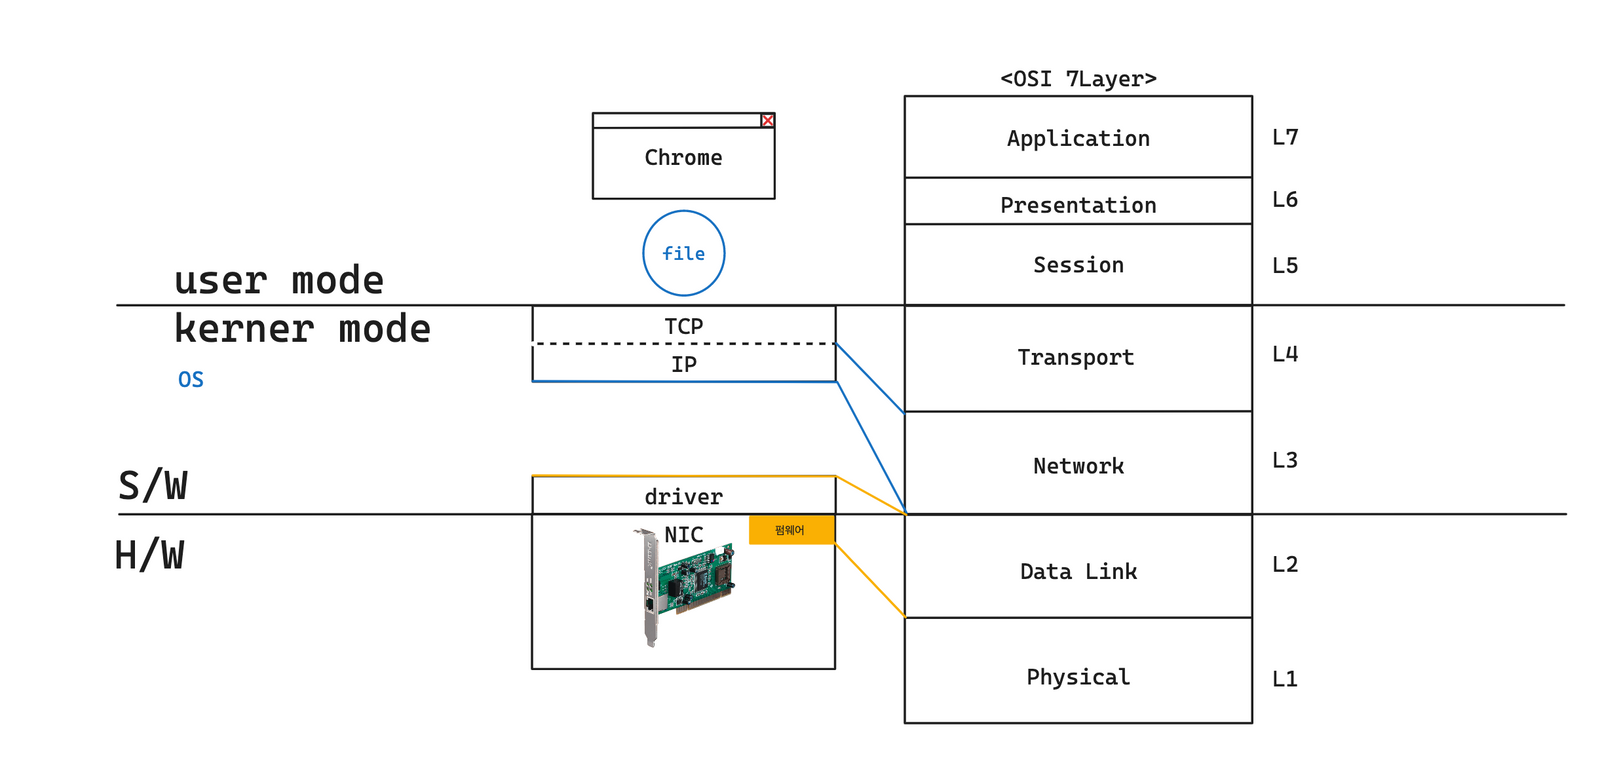 <OSI 7Layer>
Chrome
file
Application
L7
Presentation
L6
Session
L5
user mode
kerner mode
OS
TCP
IP
Transport
L4
Network
L3
S/W
driver
H/W
NIC
펌웨어
Data Link
L2
Physical
L1